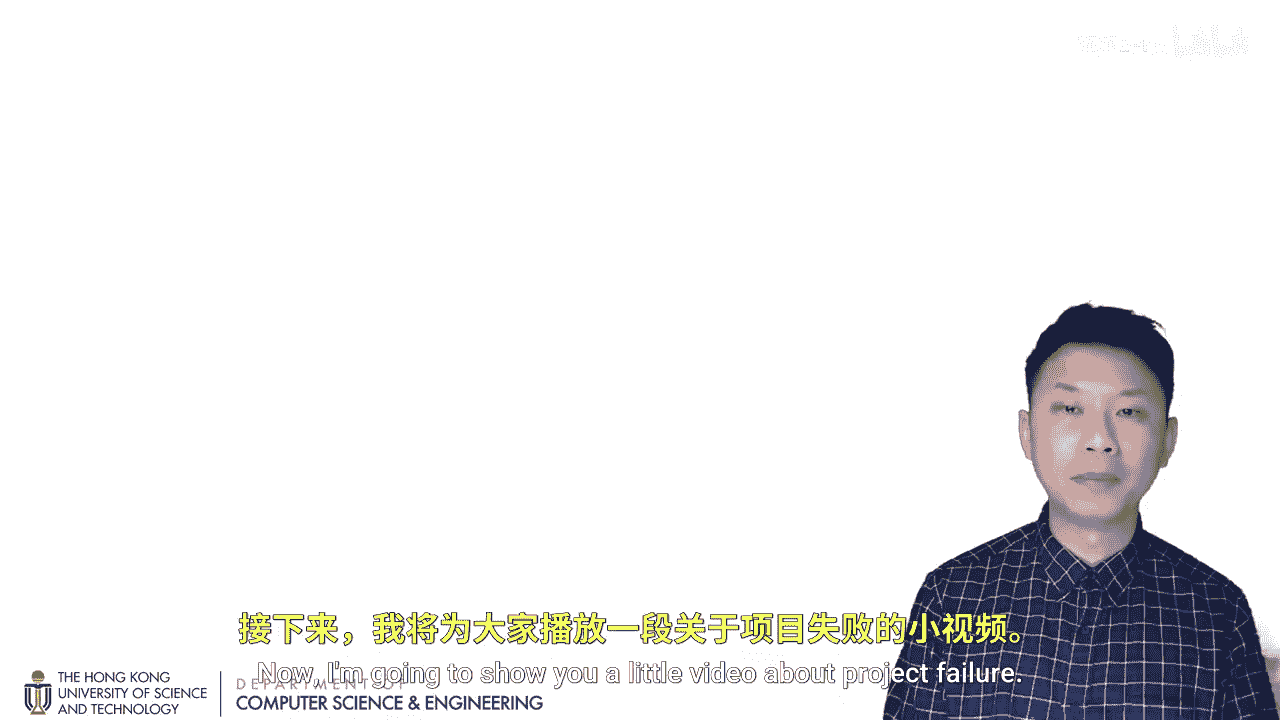 接下来，我将为大家播放一段关于项目失败的小视频。
Now, I'm going to show you a little video about project failure.
THE HONG KONG
UNIVERSITY OF SCIENCE
AND TECHNOLOGY
DEPARTMENT OF
COMPUTER SCIENCE & ENGINEERING